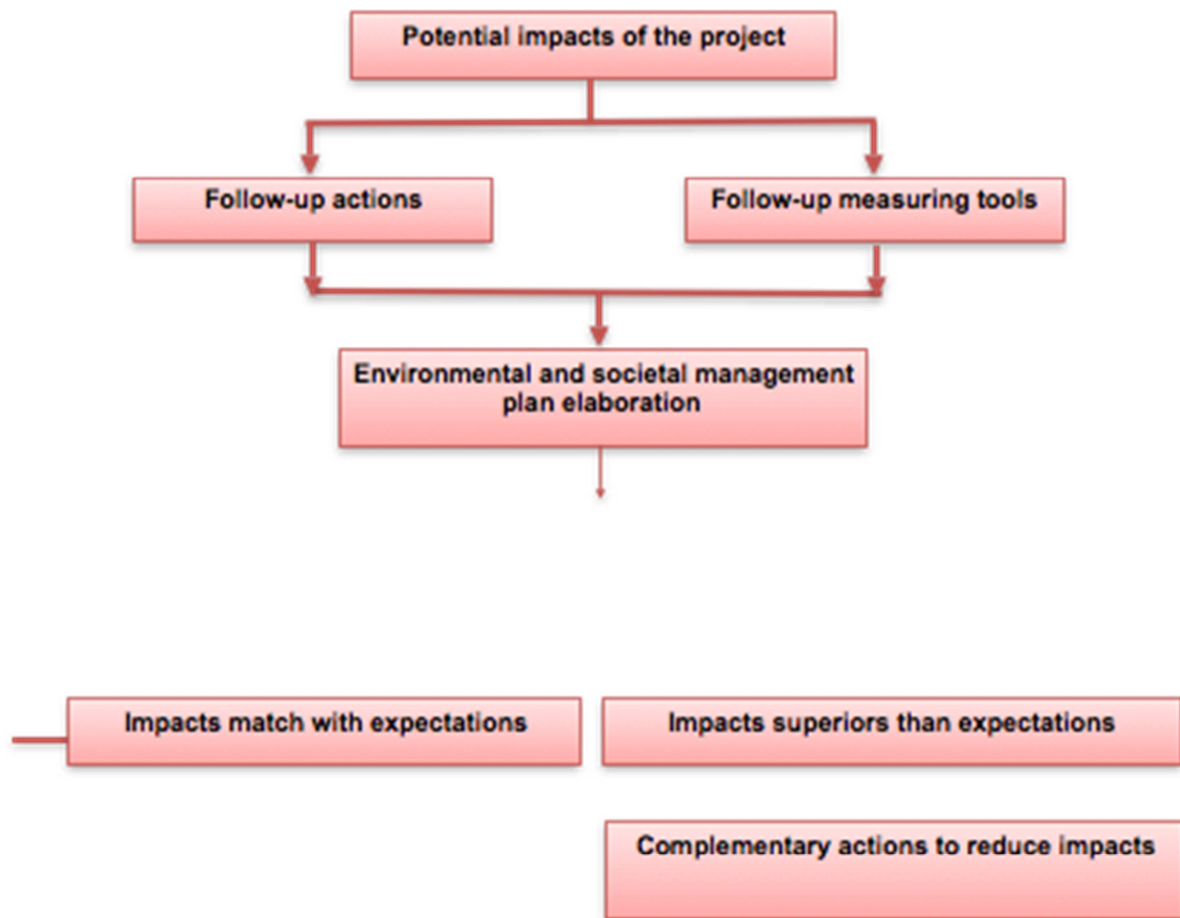 Potential impacts of the project
Follow-up actions
Follow-up measuring tools
Environmental and societal management
plan elaboration
Impacts match with expectations
Impacts superiors than expectations
Complementary actions to reduce impacts